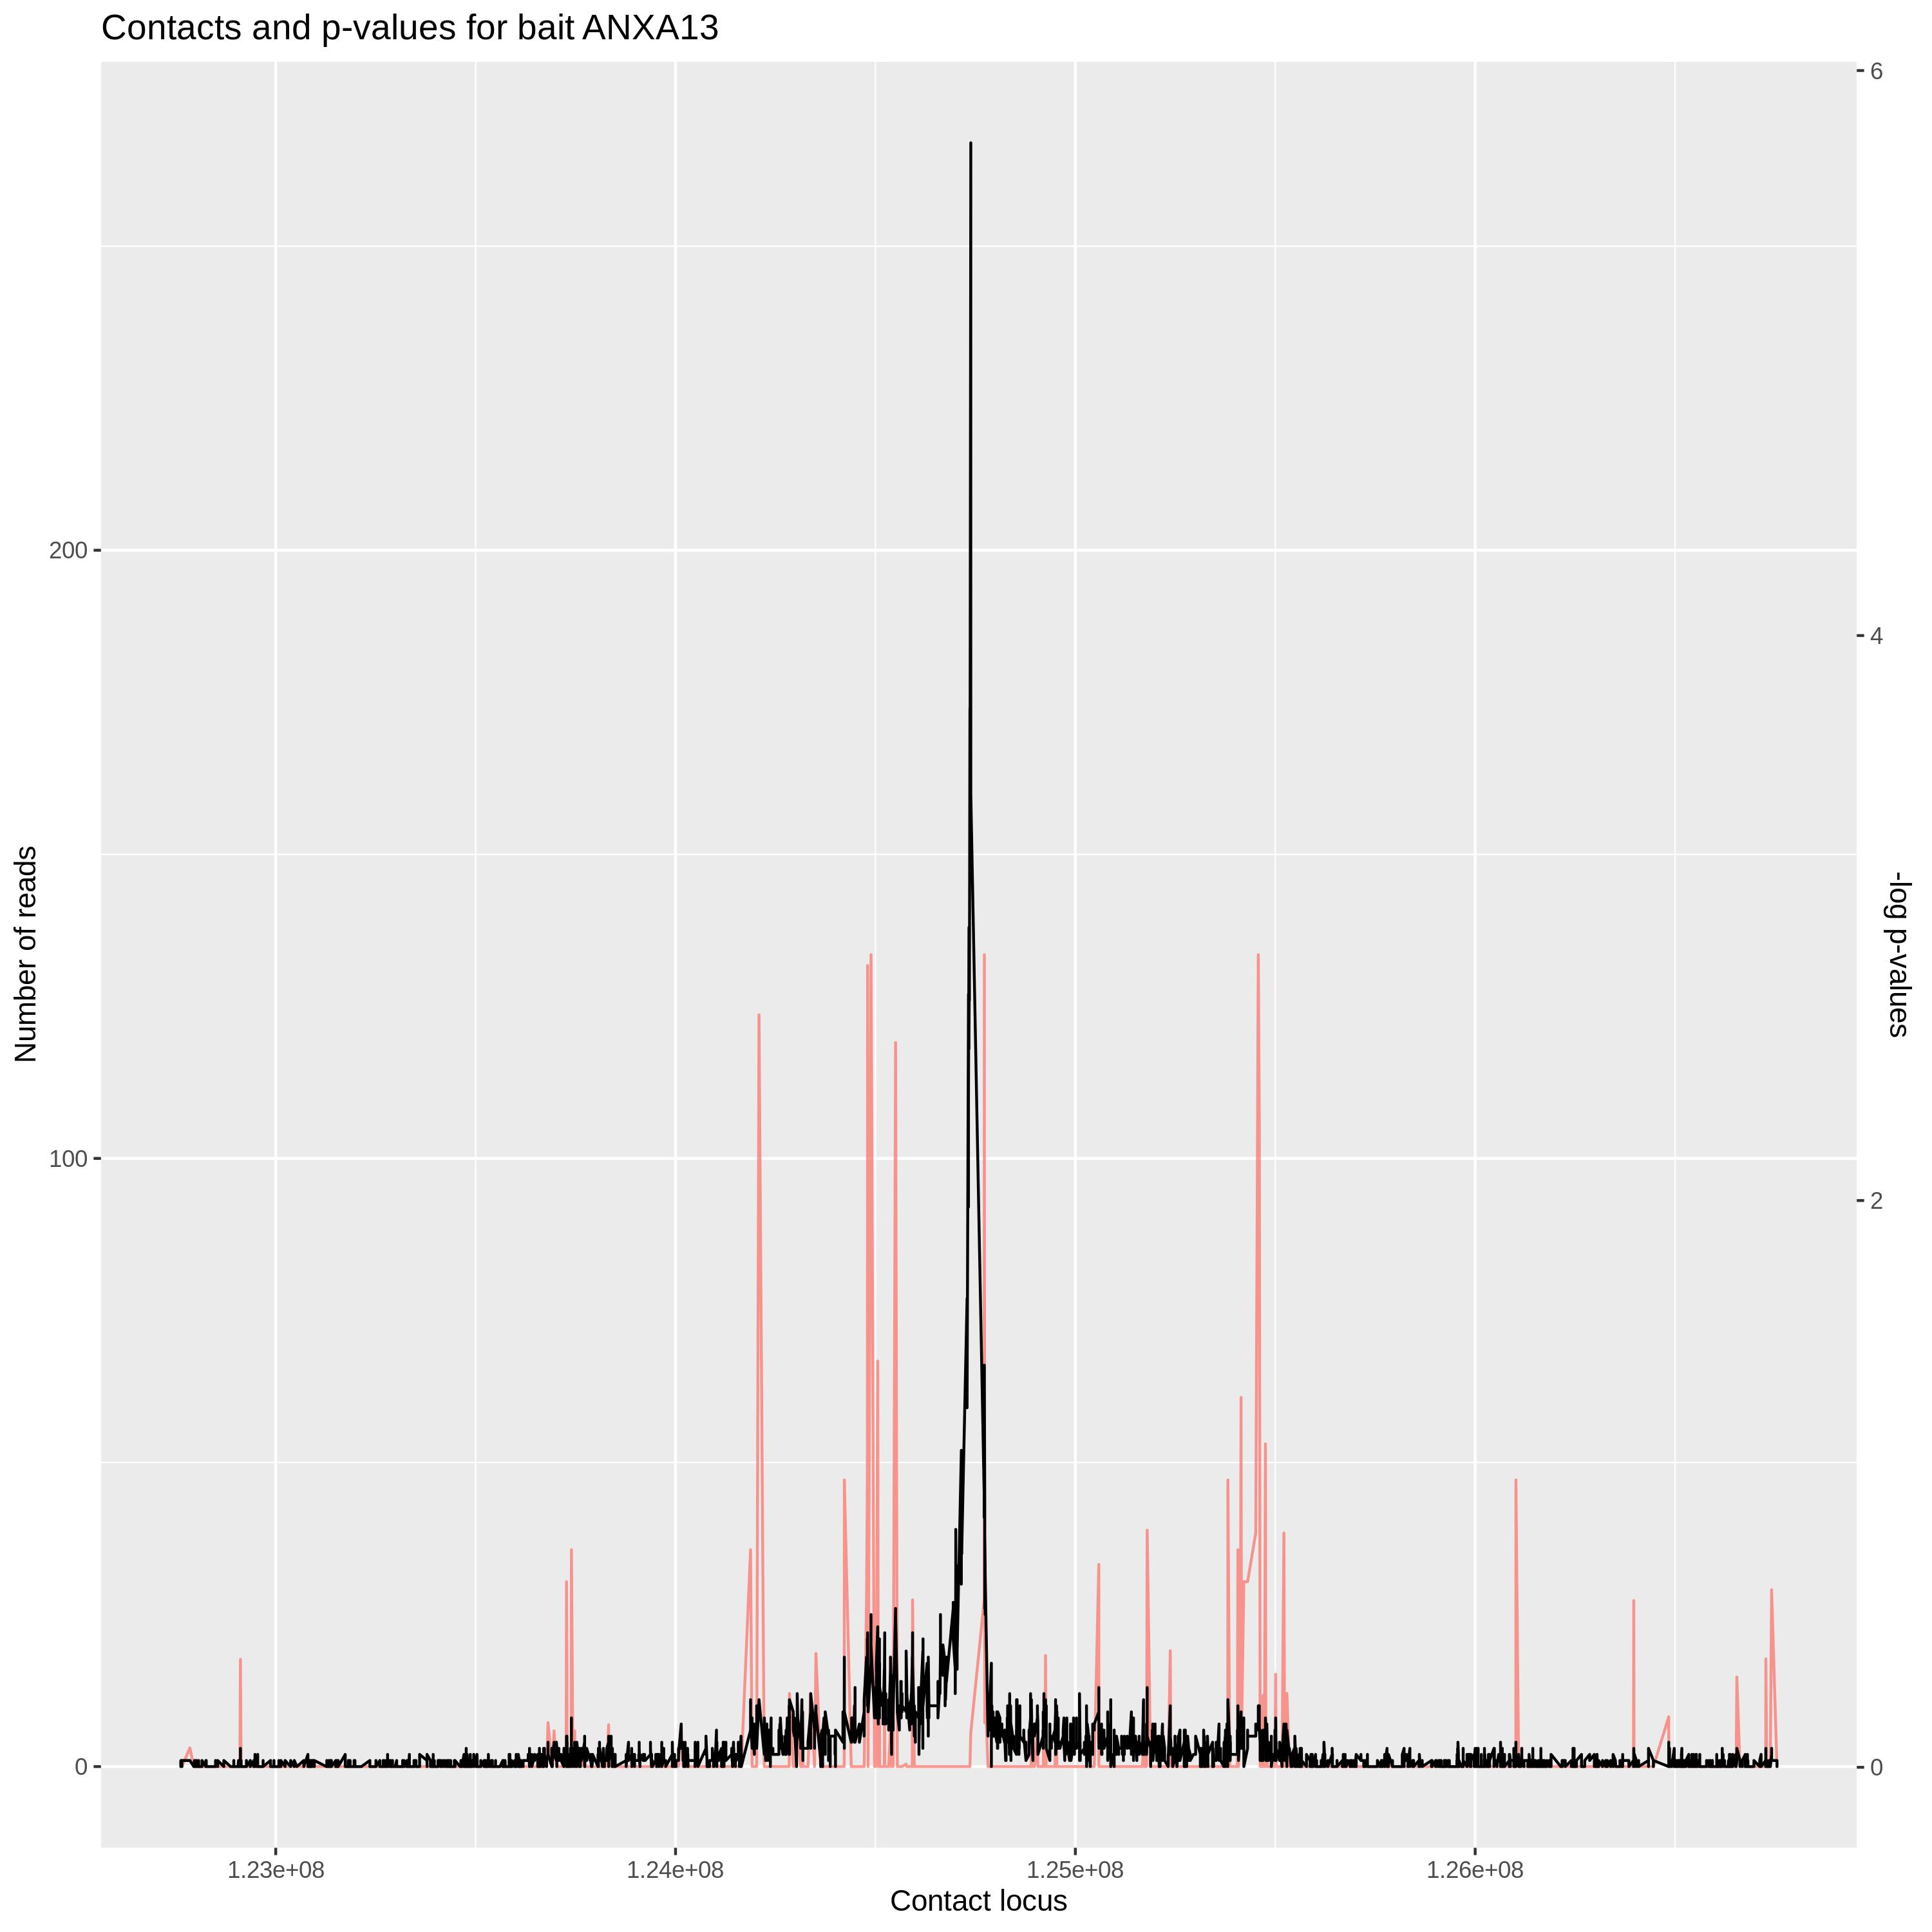 Contacts and p-values for bait ANXA13
6
200
4
Number of reads
-log p-values
100
2
0
0
1.23e+08
1.24e+08
1.25e+08
1.26e+08
Contact locus